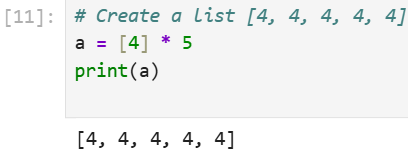 [11]: # Create a list [4, 4, 4, 4, 4]
a = [4] * 5
print(a)
[4, 4, 4, 4, 4]